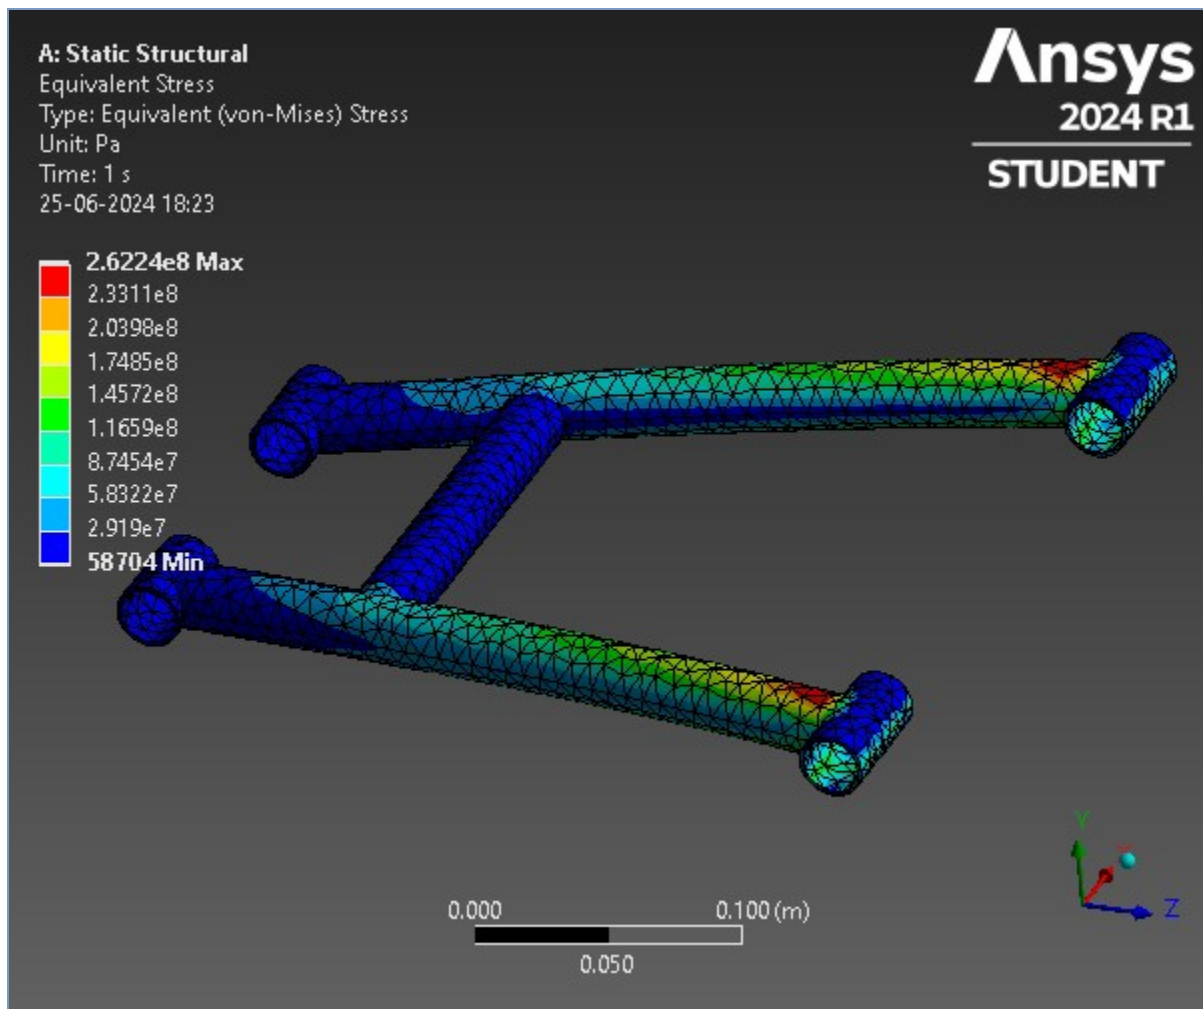 A: Static Structural
Equivalent Stress
Type: Equivalent (von-Mises) Stress
Unit: Pa
Time: 1 s
25-06-2024 18:23
Ansys
2024 R1
STUDENT
2.6224e8 Max
2.3311e8
2.0398e8
1.7485e8
1.4572e8
1.1659e8
8.7454e7
5.8322e7
2.919e7
58704 Min
0.000
0.100 (m)
0.050
Y
Z